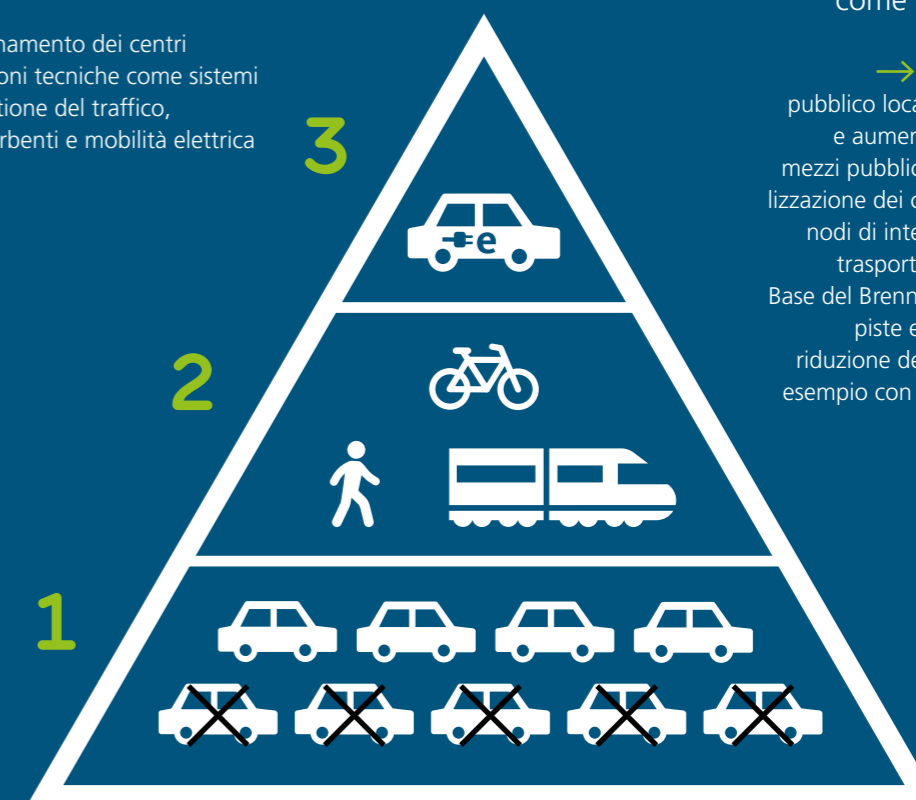 namento dei centri
oni tecniche come sistemi
tione del traffico,
rbenti e mobilità elettrica
come
→
pubblico loca
e aumen
mezzi pubblic
lizzazione dei c
nodi di inte
trasport
Base del Brenn
piste e
riduzione de
esempio con
3
e
2
1